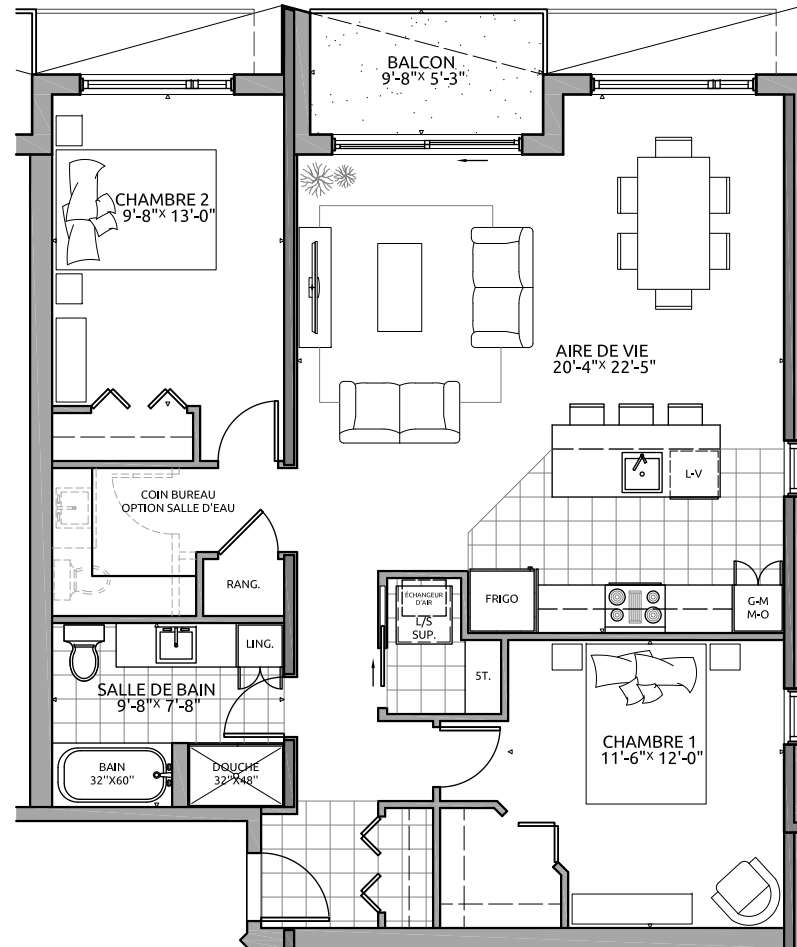 BALCON
9'-8"X 5'-3"
CHAMBRE 2
9'-8"X 13'-0"
AIRE DE VIE
20'-4"X 22'-5"
L-V
COIN BUREAU
OPTION SALLE D'EAU
RANG.
ÉCHANGEUR
D'AIR
L/S
SUP.
FRIGO
G-M
M-O
LING.
ST.
SALLE DE BAIN
9'-8"X 7'-8"
CHAMBRE 1
11'-6"X 12'-0"
BAIN
32"X60"
DOUCHE
32"X48"